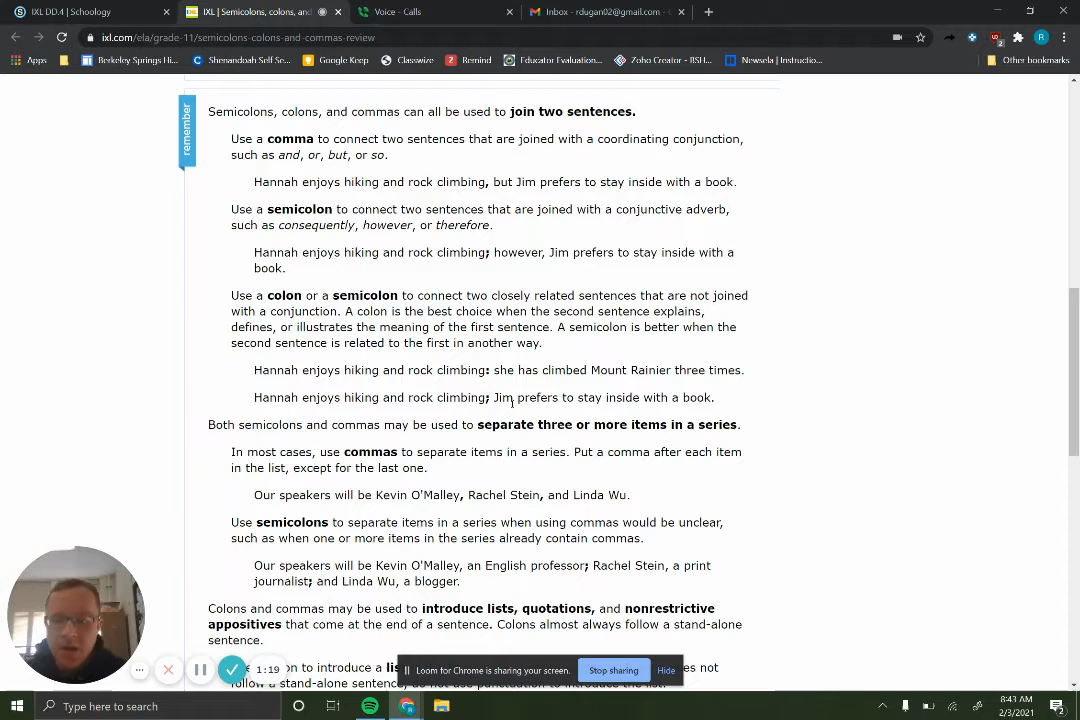 IXL DD.4 | Schoology
IXL | Semicolons, colons, and
Voice - Calls
Inbox - rdugan02@gmail.com -
ixl.com/ela/grade-11/semicolons-colons-and-commas-review
2
R
Apps
Berkeley Springs Hi...
Shenandoah Self Se...
Google Keep
Classwize
Remind
Educator Evaluation...
Zoho Creator - BSH...
Newsela | Instructio...
Other bookmarks
remember
Semicolons, colons, and commas can all be used to join two sentences.
Use a comma to connect two sentences that are joined with a coordinating conjunction,
such as and, or, but, or so.
Hannah enjoys hiking and rock climbing, but Jim prefers to stay inside with a book.
Use a semicolon to connect two sentences that are joined with a conjunctive adverb,
such as consequently, however, or therefore.
Hannah enjoys hiking and rock climbing; however, Jim prefers to stay inside with a
book.
Use a colon or a semicolon to connect two closely related sentences that are not joined
with a conjunction. A colon is the best choice when the second sentence explains,
defines, or illustrates the meaning of the first sentence. A semicolon is better when the
second sentence is related to the first in another way.
Hannah enjoys hiking and rock climbing: she has climbed Mount Rainier three times.
Hannah enjoys hiking and rock climbing; Jim prefers to stay inside with a book.
Both semicolons and commas may be used to separate three or more items in a series.
In most cases, use commas to separate items in a series. Put a comma after each item
in the list, except for the last one.
Our speakers will be Kevin O'Malley, Rachel Stein, and Linda Wu.
Use semicolons to separate items in a series when using commas would be unclear,
such as when one or more items in the series already contain commas.
Our speakers will be Kevin O'Malley, an English professor; Rachel Stein, a print
journalist; and Linda Wu, a blogger.
Colons and commas may be used to introduce lists, quotations, and nonrestrictive
appositives that come at the end of a sentence. Colons almost always follow a stand-alone
sentence.
1:19
Loom for Chrome is sharing your screen.
Stop sharing
Hide
Type here to search
8:43 AM
2/3/2021
2